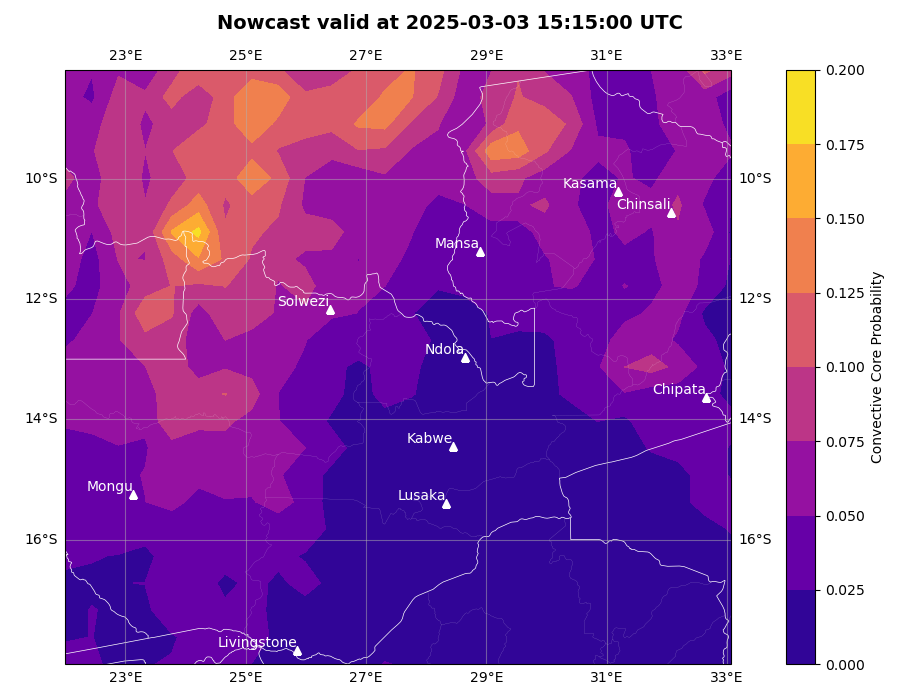 Nowcast valid at 2025-03-03 15:15:00 UTC
23°E 25°E 27°E 29°E 31°E 33°E
0.200
0.175
0.150
0.125
0.100
0.075
0.050
0.025
0.000
Convective Core Probability
10°S 10°S
12°S 12°S
14°S 14°S
16°S 16°S
Kasama
Chinsali
Mansa
Solwezi
Ndola
Chipata
Kabwe
Mongu
Lusaka
Livingstone
23°E 25°E 27°E 29°E 31°E 33°E